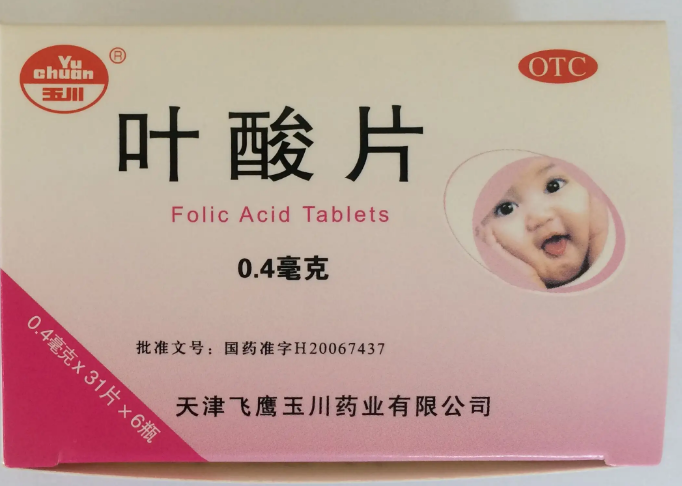 Yu
chuan
玉川
®
OTC
叶酸片
Folic Acid Tablets
0.4毫克
批准文号：国药准字H20067437
0.4毫克x31片×6瓶
天津飞鹰玉川药业有限公司